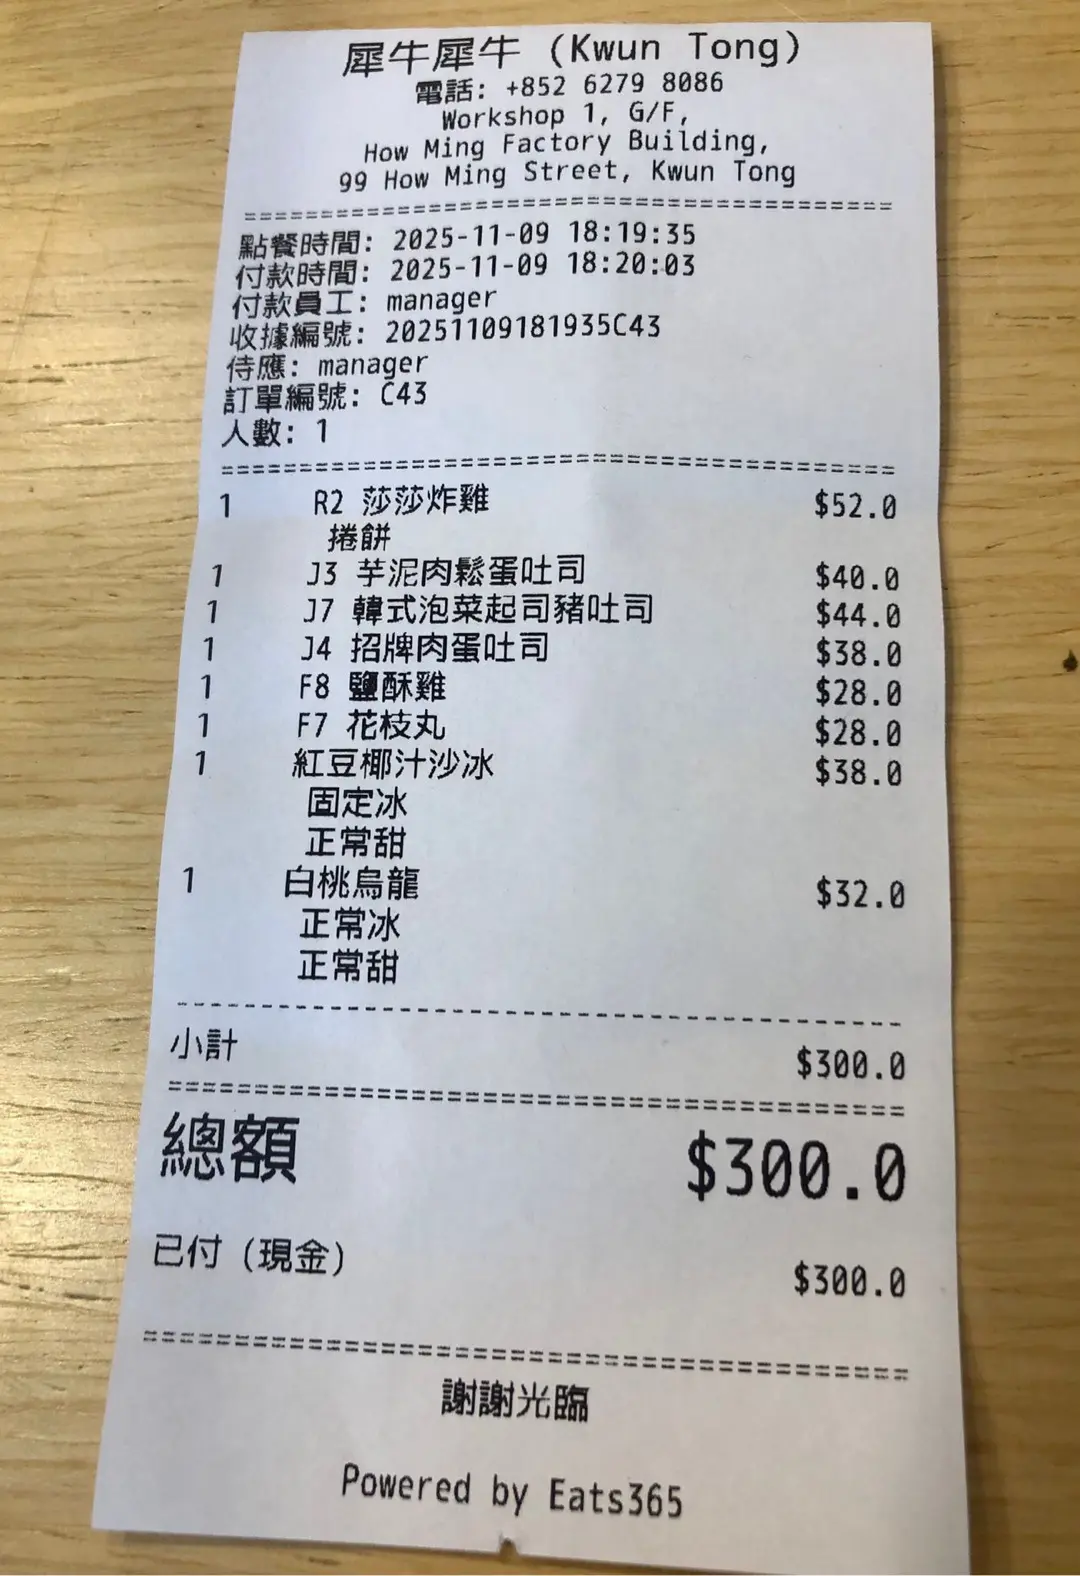 犀牛犀牛 (Kwun Tong)
電話: +852 6279 8086
Workshop 1, G/F,
How Ming Factory Building,
99 How Ming Street, Kwun Tong
點餐時間: 2025-11-09 18:19:35
付款時間: 2025-11-09 18:20:03
付款員工: manager
收據編號: 20251109181935C43
侍應: manager
訂單編號: C43
人數: 1
1 R2 莎莎炸雞 $52.0
捲餅
1 J3 芋泥肉鬆蛋吐司 $40.0
1 J7 韓式泡菜起司豬吐司 $44.0
1 J4 招牌肉蛋吐司 $38.0
1 F8 鹽酥雞 $28.0
1 F7 花枝丸 $28.0
1 紅豆椰汁沙冰 $38.0
固定冰
正常甜
1 白桃烏龍 $32.0
正常冰
正常甜
小計 $300.0
總額 $300.0
已付 (現金) $300.0
謝謝光臨
Powered by Eats365